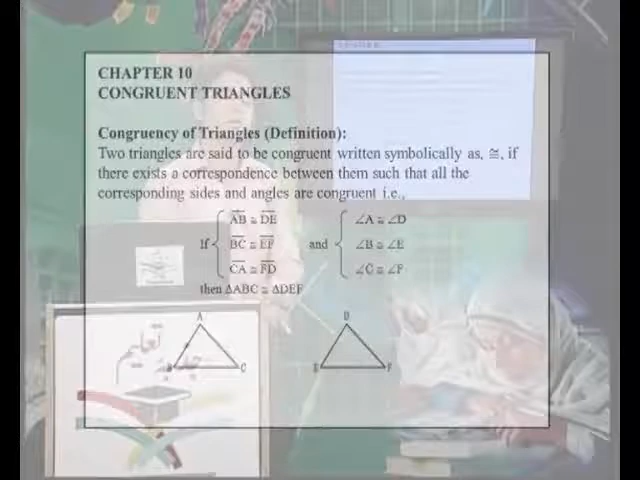 CHAPTER 10
CONGRUENT TRIANGLES
Congruency of Triangles (Definition):
Two triangles are said to be congruent written symbolically as, ≅, if
there exists a correspondence between them such that all the
corresponding sides and angles are congruent i.e.,
If { AB ≅ DE and { ∠A ≅ ∠D
BC ≅ EF ∠B ≅ ∠E
CA ≅ FD ∠C ≅ ∠F
then ΔABC ≅ ΔDEF
A D
B C E F
تعلیم